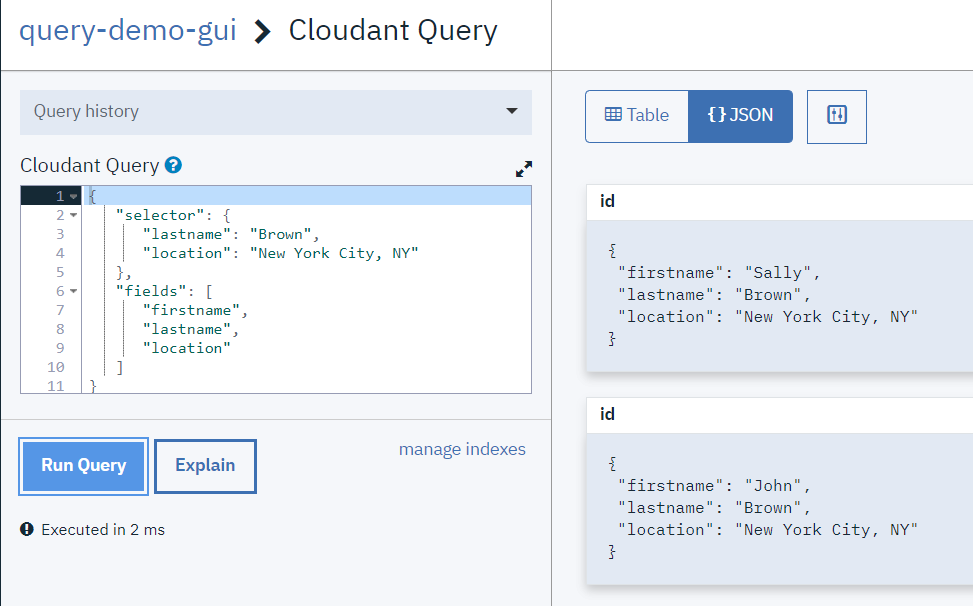 query-demo-gui > Cloudant Query
Query history
Cloudant Query ?
1 {
2 "selector": {
3 "lastname": "Brown",
4 "location": "New York City, NY"
5 },
6 "fields": [
7 "firstname",
8 "lastname",
9 "location"
10 ]
11 }
Run Query
Explain
manage indexes
Executed in 2 ms
Table
{} JSON
id
{
"firstname": "Sally",
"lastname": "Brown",
"location": "New York City, NY"
}
id
{
"firstname": "John",
"lastname": "Brown",
"location": "New York City, NY"
}